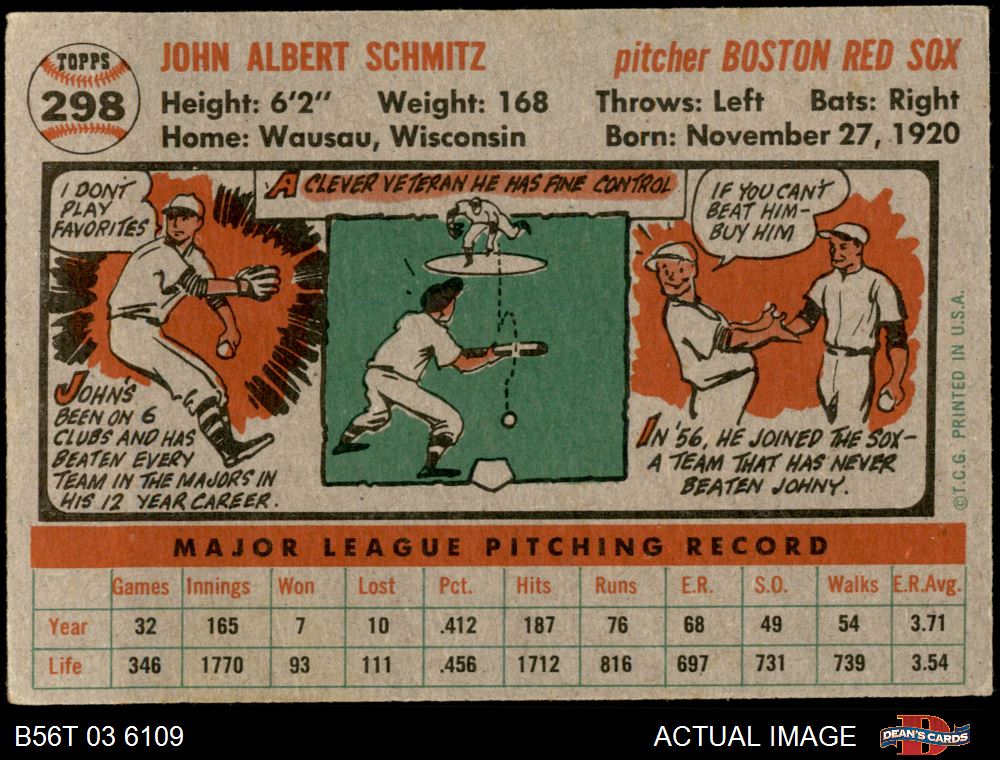 TOPPS
298
JOHN ALBERT SCHMITZ
pitcher BOSTON RED SOX
Height: 6'2" Weight: 168 Throws: Left Bats: Right
Home: Wausau, Wisconsin Born: November 27, 1920
I DON'T
PLAY
FAVORITES
JOHN'S
BEEN ON 6
CLUBS AND HAS
BEATEN EVERY
TEAM IN THE MAJORS IN
HIS 12 YEAR CAREER.
A CLEVER VETERAN HE HAS FINE CONTROL
IF YOU CAN'T
BEAT HIM-
BUY HIM
IN '56, HE JOINED THE SOX-
A TEAM THAT HAS NEVER
BEATEN JOHNY.
©T.C.G. PRINTED IN U.S.A.
MAJOR LEAGUE PITCHING RECORD
Games Innings Won Lost Pct. Hits Runs E.R. S.O. Walks E.R.Avg.
Year 32 165 7 10 .412 187 76 68 49 54 3.71
Life 346 1770 93 111 .456 1712 816 697 731 739 3.54
B56T 03 6109
ACTUAL IMAGE
D
DEAN'S CARDS